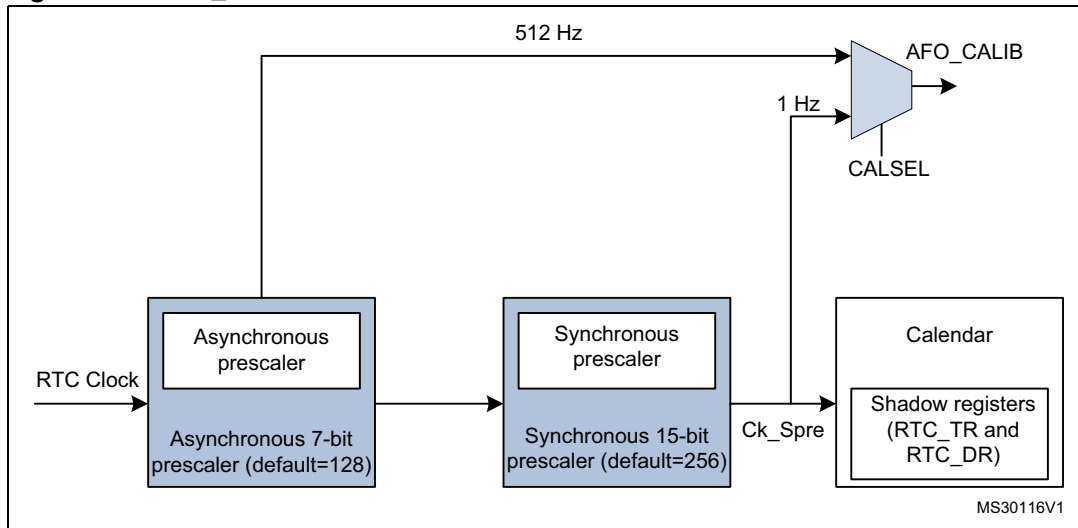 512 Hz
AFO_CALIB
1 Hz
CALSEL
Asynchronous
prescaler
Synchronous
prescaler
Calendar
RTC Clock
Asynchronous 7-bit
prescaler (default=128)
Synchronous 15-bit
prescaler (default=256)
Ck_Spre
Shadow registers
(RTC_TR and
RTC_DR)
MS30116V1